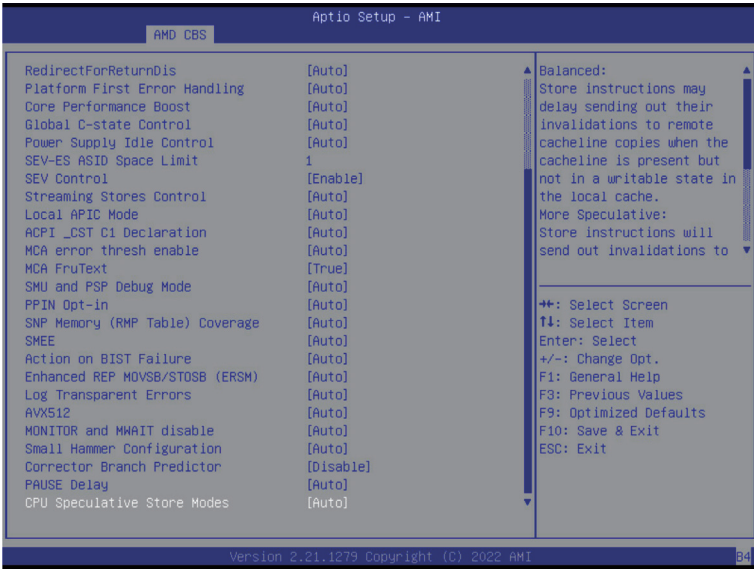 Aptio Setup - AMI
AMD CBS
RedirectForReturnDis [Auto]
Platform First Error Handling [Auto]
Core Performance Boost [Auto]
Global C-state Control [Auto]
Power Supply Idle Control [Auto]
SEV-ES ASID Space Limit 1
SEV Control [Enable]
Streaming Stores Control [Auto]
Local APIC Mode [Auto]
ACPI _CST C1 Declaration [Auto]
MCA error thresh enable [Auto]
MCA FruText [True]
SMU and PSP Debug Mode [Auto]
PPIN Opt-in [Auto]
SNP Memory (RMP Table) Coverage [Auto]
SMEE [Auto]
Action on BIST Failure [Auto]
Enhanced REP MOVSB/STOSB (ERSM) [Auto]
Log Transparent Errors [Auto]
AVX512 [Auto]
MONITOR and MWAIT disable [Auto]
Small Hammer Configuration [Auto]
Corrector Branch Predictor [Disable]
PAUSE Delay [Auto]
CPU Speculative Store Modes [Auto]
Balanced:
Store instructions may
delay sending out their
invalidations to remote
cacheline copies when the
cacheline is present but
not in a writable state in
the local cache.
More Speculative:
Store instructions will
send out invalidations to
→←: Select Screen
↑↓: Select Item
Enter: Select
+/-: Change Opt.
F1: General Help
F3: Previous Values
F9: Optimized Defaults
F10: Save & Exit
ESC: Exit
Version 2.21.1279 Copyright (C) 2022 AMI
B4